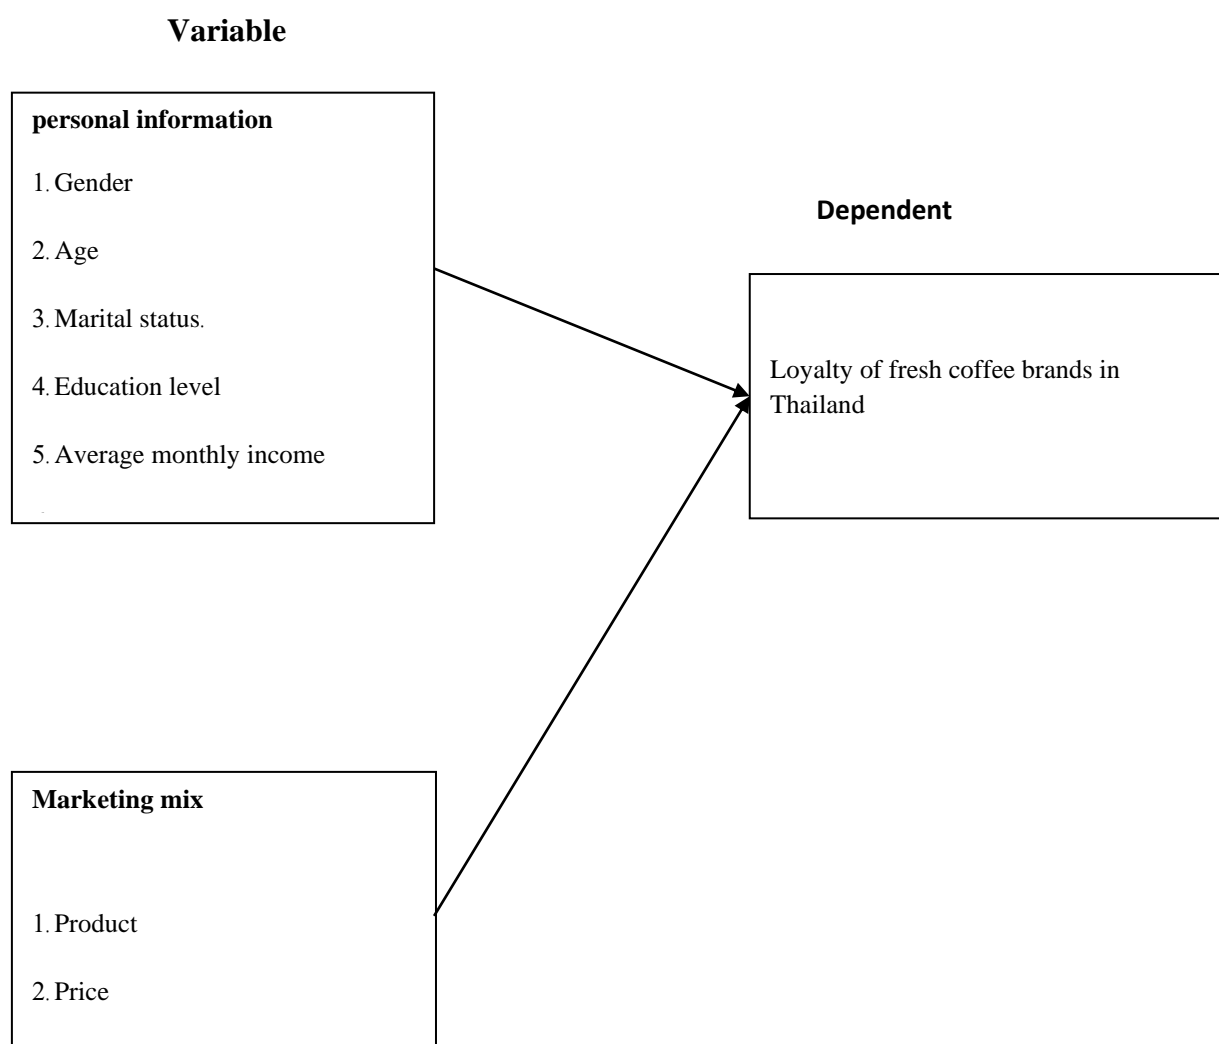 Variable
personal information
1. Gender
2. Age
3. Marital status.
4. Education level
5. Average monthly income
Dependent
Loyalty of fresh coffee brands in
Thailand
Marketing mix
1. Product
2. Price